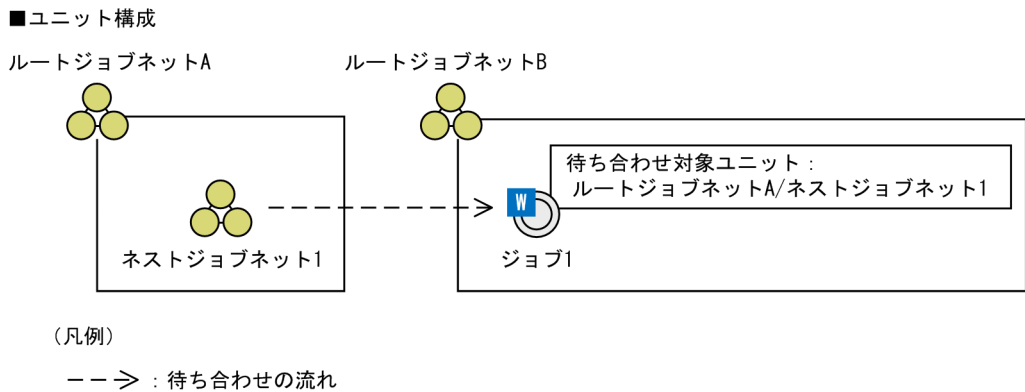 ■ユニット構成
ルートジョブネットA
ルートジョブネットB
待ち合わせ対象ユニット：
ルートジョブネットA/ネストジョブネット1
W
ネストジョブネット1
ジョブ1
（凡例）
：待ち合わせの流れ